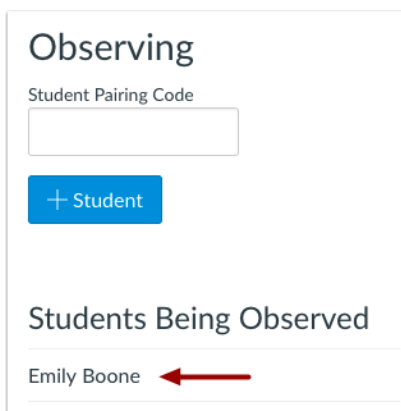 Observing
Student Pairing Code
+ Student
Students Being Observed
Emily Boone